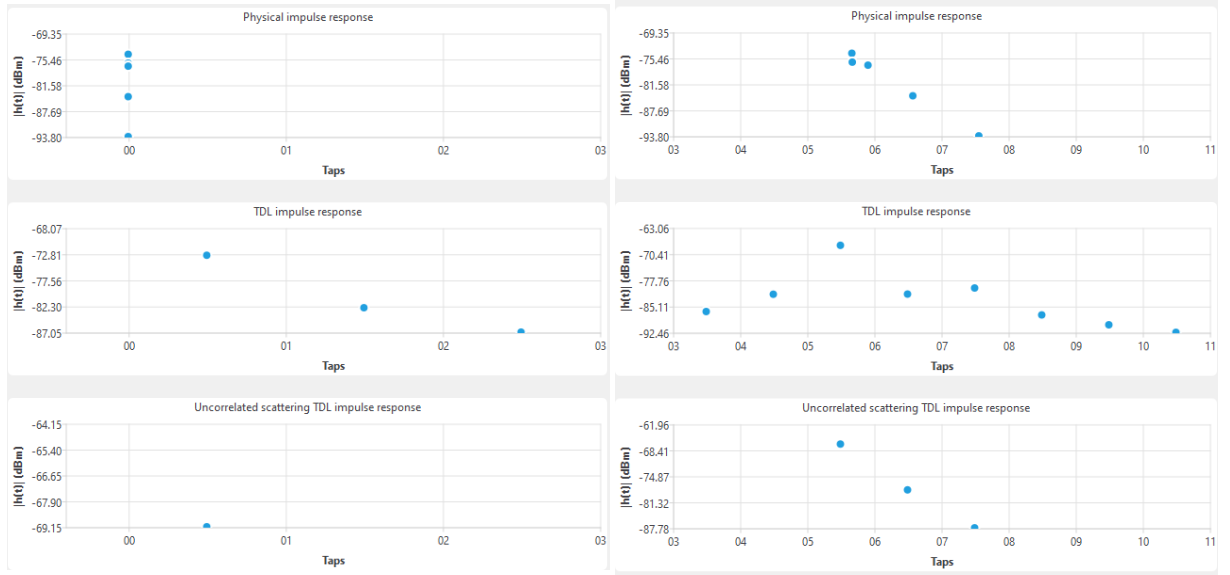 Physical impulse response
-69.35
-75.46
-81.58
-87.69
-93.80
|h(t)| (dBm)
00 01 02 03
Taps
Physical impulse response
-69.35
-75.46
-81.58
-87.69
-93.80
|h(t)| (dBm)
03 04 05 06 07 08 09 10 11
Taps
TDL impulse response
-68.07
-72.81
-77.56
-82.30
-87.05
|h(t)| (dBm)
00 01 02 03
Taps
TDL impulse response
-63.06
-70.41
-77.76
-85.11
-92.46
|h(t)| (dBm)
03 04 05 06 07 08 09 10 11
Taps
Uncorrelated scattering TDL impulse response
-64.15
-65.40
-66.65
-67.90
-69.15
|h(t)| (dBm)
00 01 02 03
Taps
Uncorrelated scattering TDL impulse response
-61.96
-68.41
-74.87
-81.32
-87.78
|h(t)| (dBm)
03 04 05 06 07 08 09 10 11
Taps